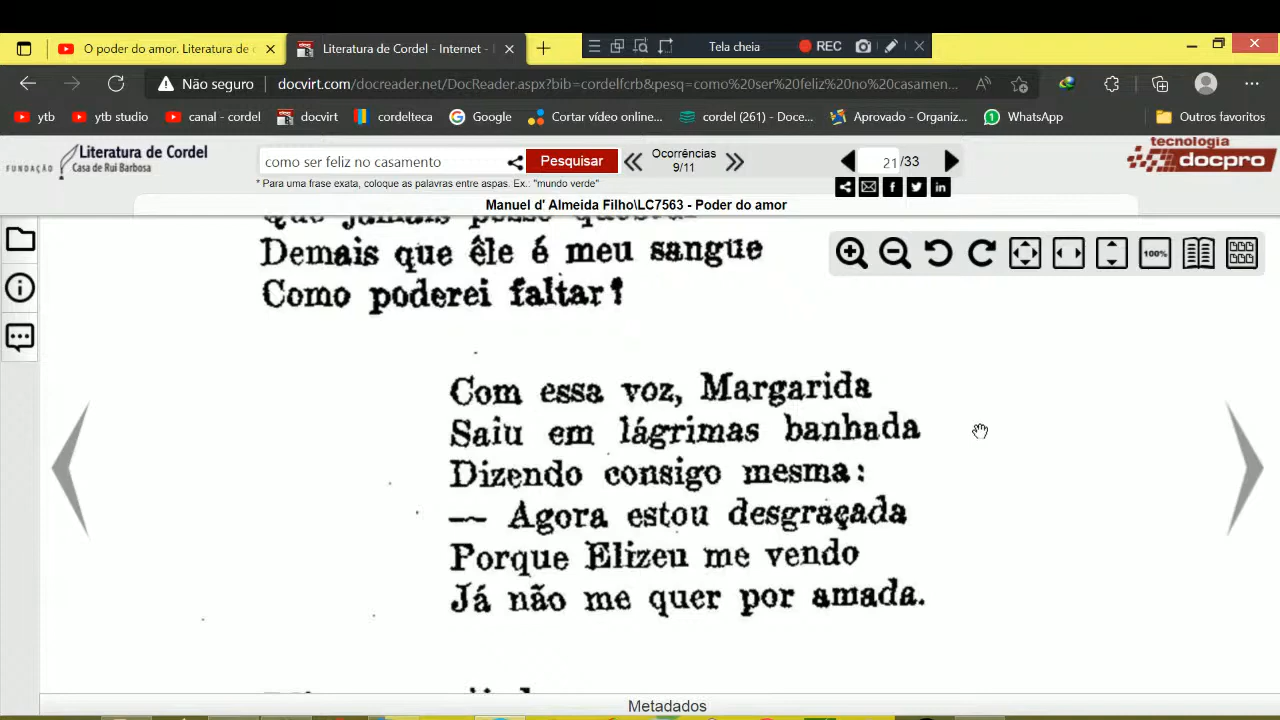 O poder do amor. Literatura de c
Literatura de Cordel - Internet -
Tela cheia
REC
Não seguro
docvirt.com/docreader.net/DocReader.aspx?bib=cordelfcrb&pesq=como%20ser%20feliz%20no%20casamen...
ytb
ytb studio
canal - cordel
docvirt
cordelteca
Google
Cortar vídeo online...
cordel (261) - Doce...
Aprovado - Organiz...
WhatsApp
Outros favoritos
FUNDAÇÃO
Literatura de Cordel
Casa de Rui Barbosa
como ser feliz no casamento
Pesquisar
Ocorrências
9/11
21 /33
tecnologia
docpro
* Para uma frase exata, coloque as palavras entre aspas. Ex.: "mundo verde"
Manuel d' Almeida Filho\LC7563 - Poder do amor
100%
Que jamais posso
Demais que êle é meu sangue
Como poderei faltar!
Com essa voz, Margarida
Saiu em lágrimas banhada
Dizendo consigo mesma:
— Agora estou desgraçada
Porque Elizeu me vendo
Já não me quer por amada.
Metadados